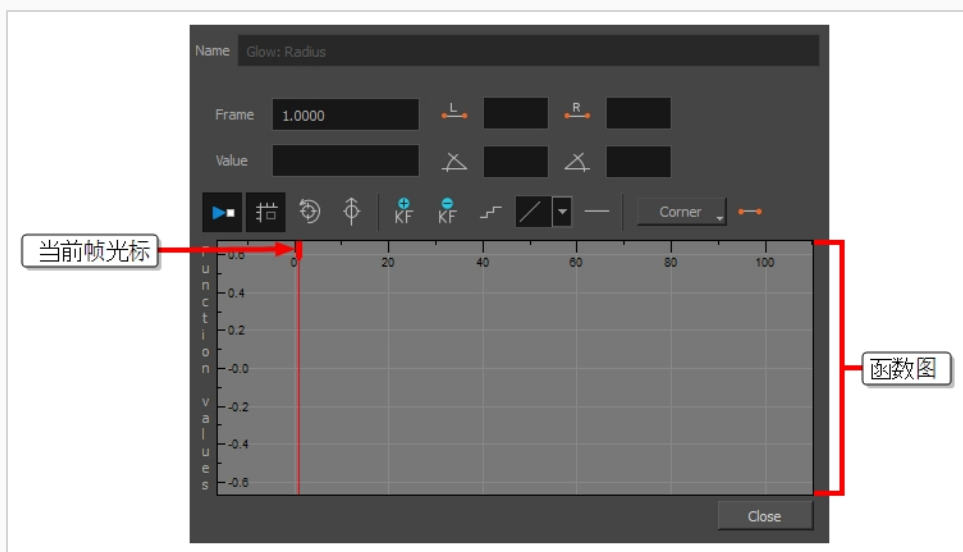 Name Glow: Radius
Frame 1.0000 L R
Value
KF KF Corner
当前帧光标
函数图
Function values
0 20 40 60 80 100
0.6
0.4
0.2
-0.0
-0.2
-0.4
-0.6
Close